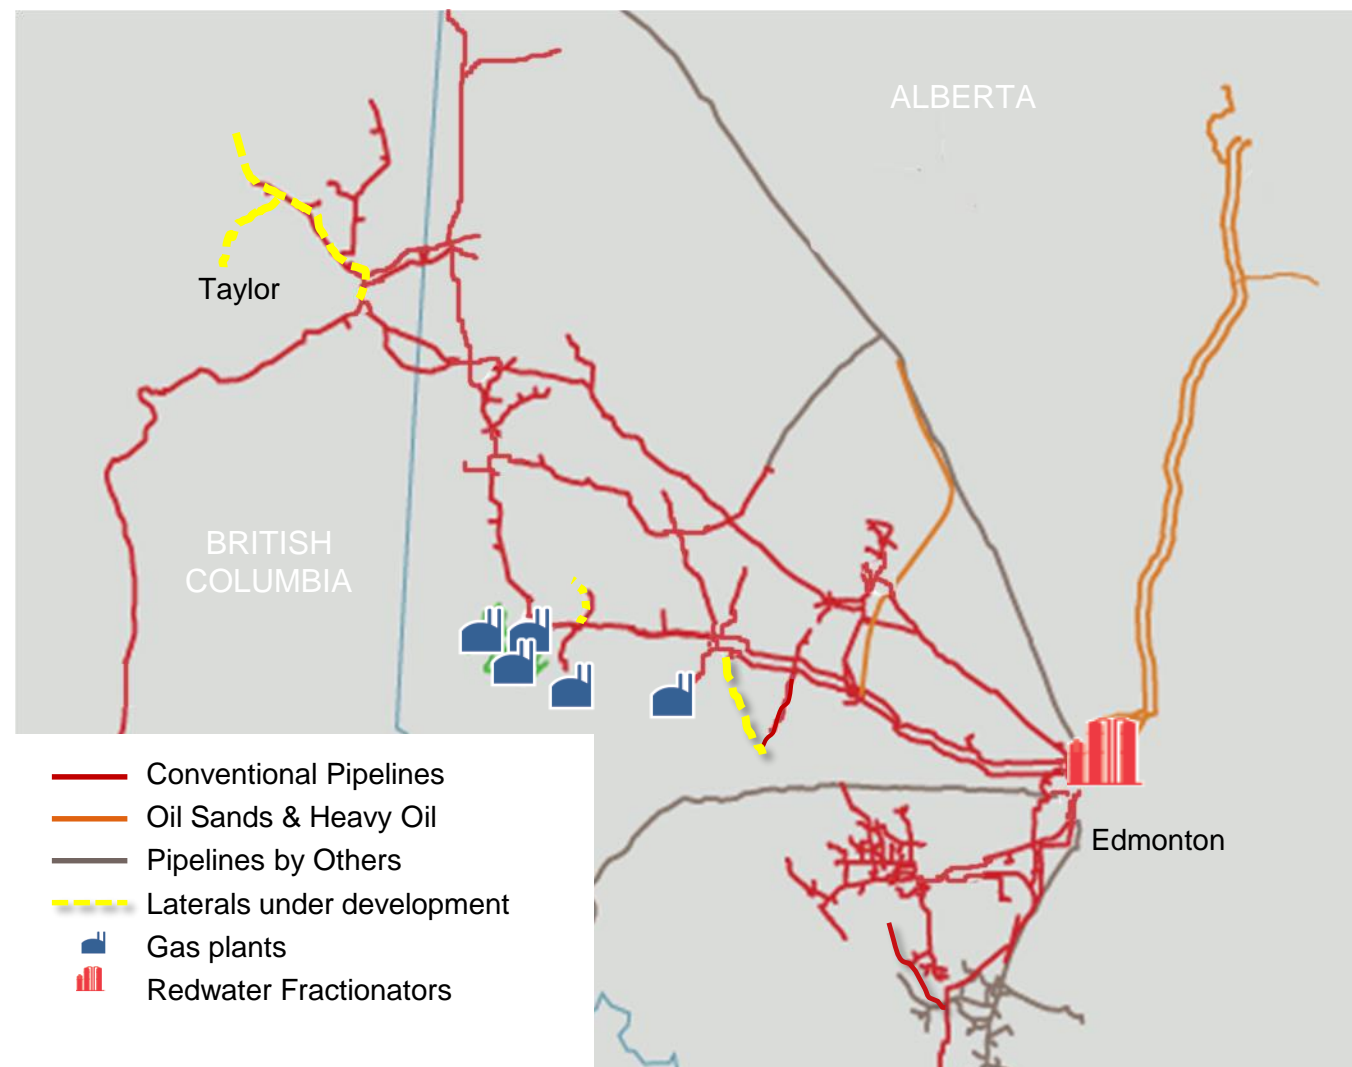 ALBERTA
Taylor
BRITISH
COLUMBIA
Conventional Pipelines
Oil Sands & Heavy Oil
Pipelines by Others
Laterals under development
Gas plants
Redwater Fractionators
Edmonton